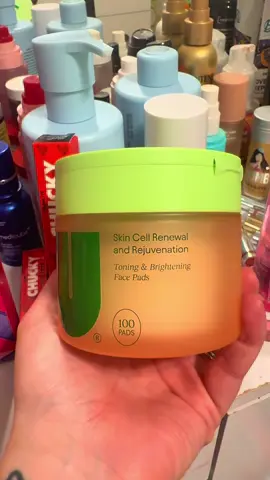 Skin Cell Renewal
and Rejuvenation
Toning & Brightening
Face Pads
100
PADS
CHUCKY
CHUCKY